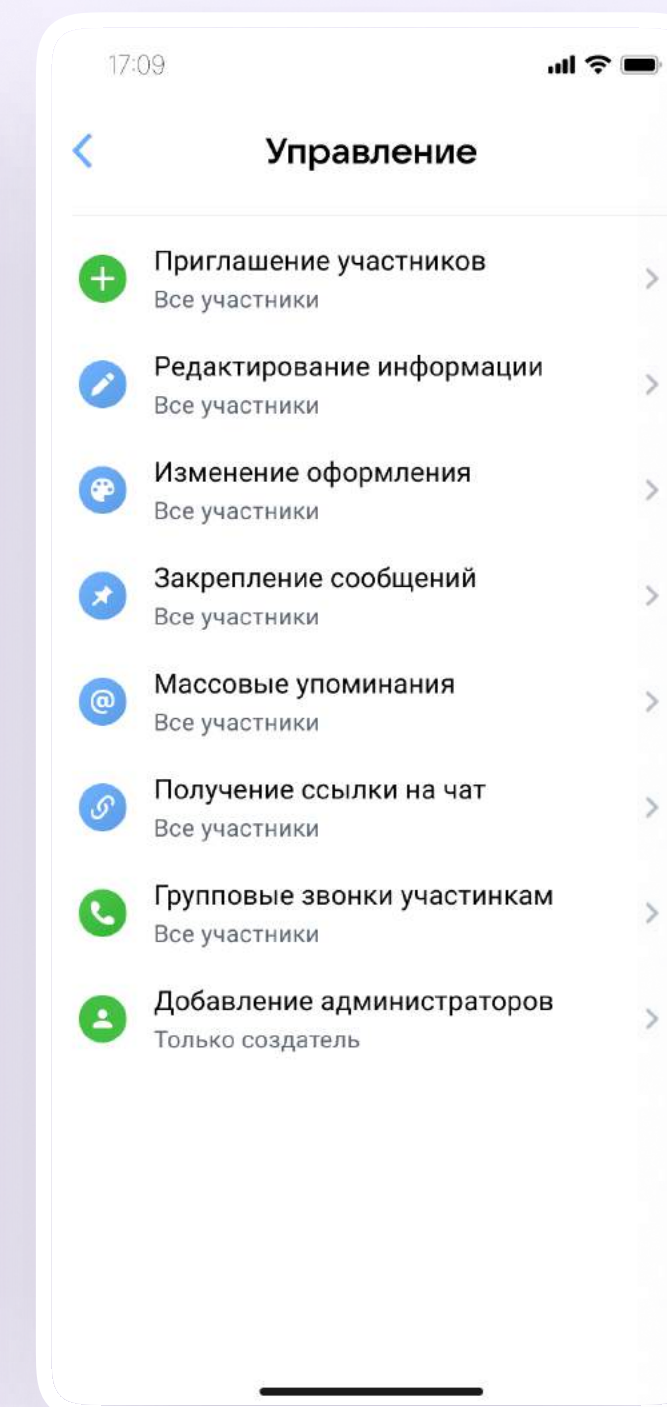 17:09
Управление
Приглашение участников
Все участники
Редактирование информации
Все участники
Изменение оформления
Все участники
Закрепление сообщений
Все участники
Массовые упоминания
Все участники
Получение ссылки на чат
Все участники
Групповые звонки участинкам
Все участники
Добавление администраторов
Только создатель